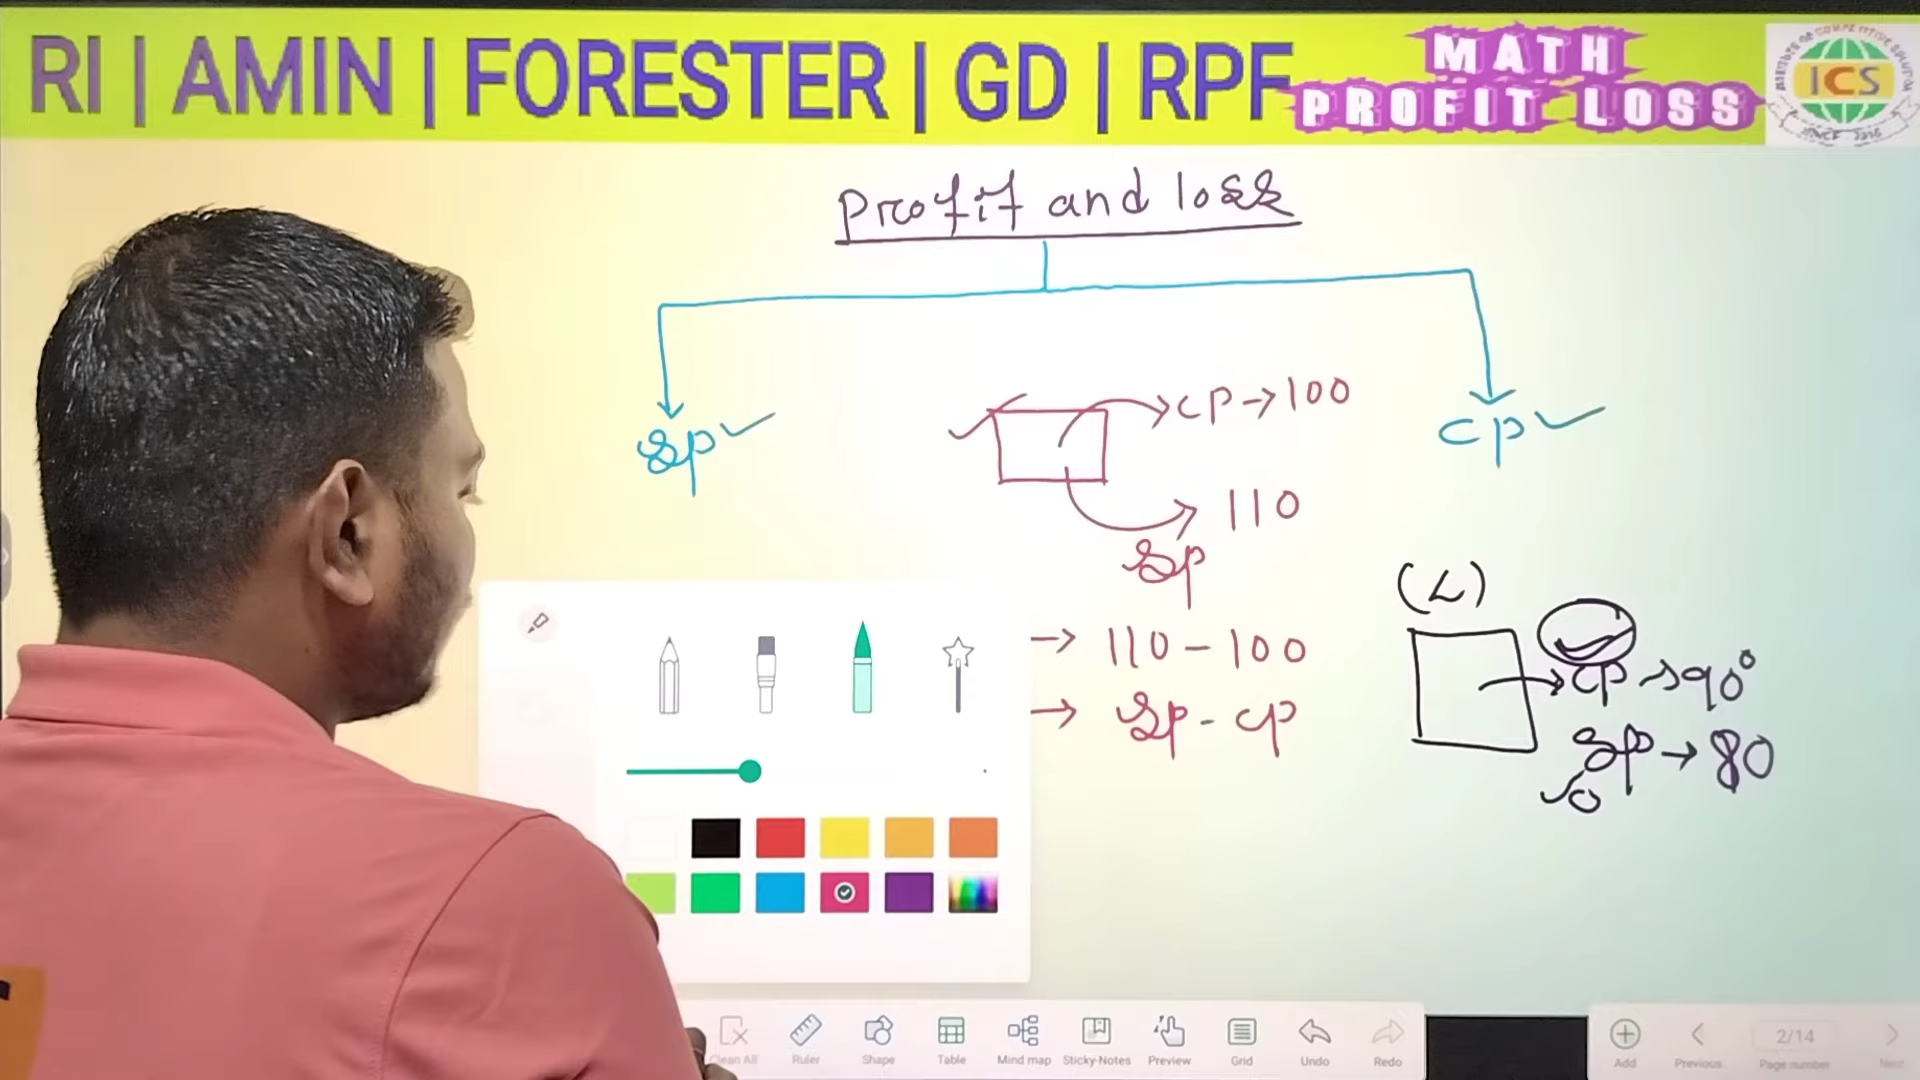 RI | AMIN | FORESTER | GD | RPF
MATH
PROFIT LOSS
ICS
Profit and loss
SP
CP → 100
CP
110
SP
→ 110 - 100
→ SP - CP
(L)
CP → 90°
SP → 80
Clean All
Ruler
Shape
Table
Mind map
Sticky-Notes
Preview
Grid
Undo
Redo
Add
Previous
2/14
Page number
Next